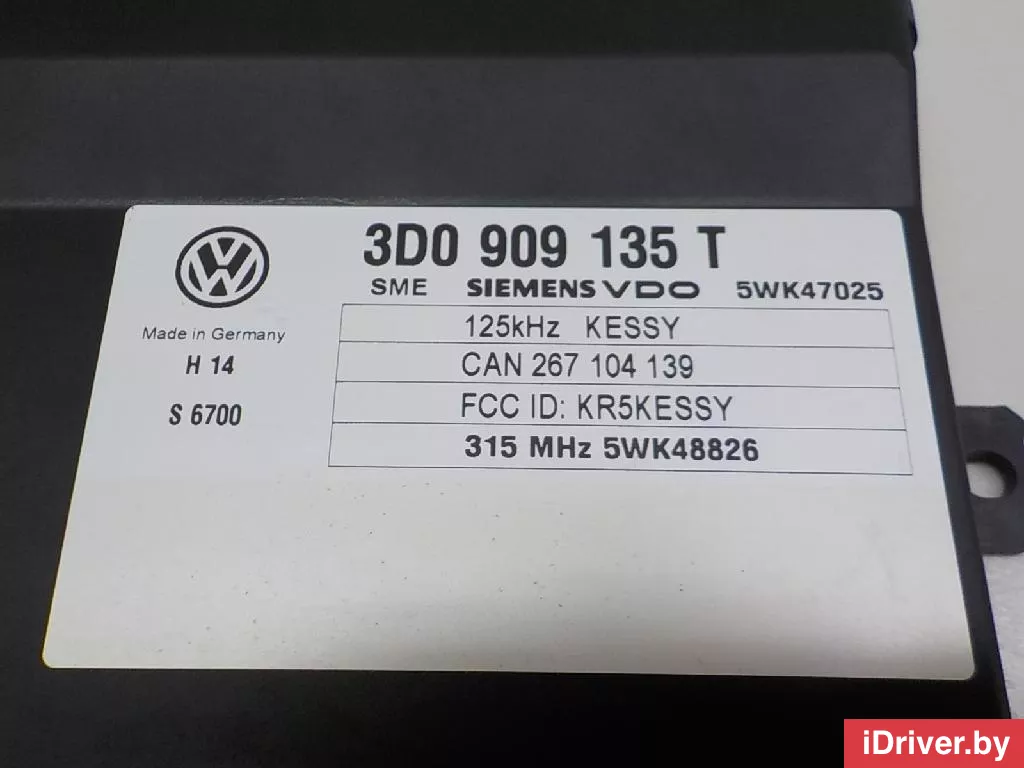 3D0 909 135 T
SME SIEMENS VDO 5WK47025
Made in Germany
H 14
S 6700
125kHz KESSY
CAN 267 104 139
FCC ID: KR5KESSY
315 MHz 5WK48826
iDriver.by